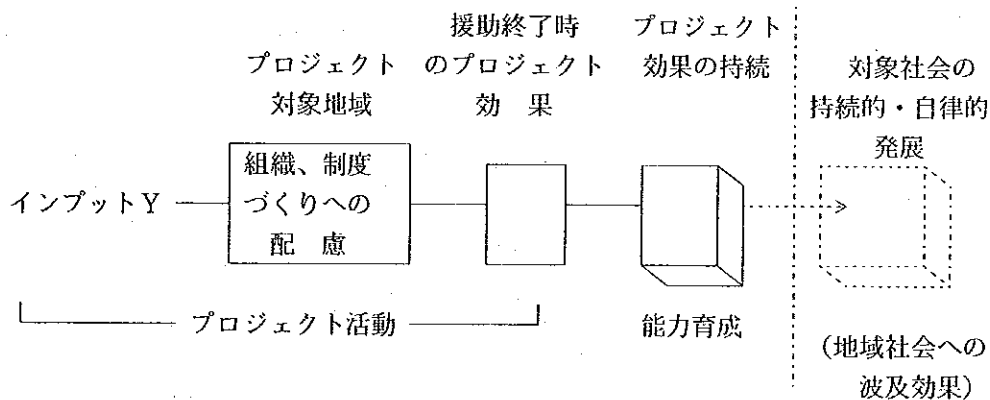 プロジェクト
対象地域
援助終了時
のプロジェクト
効 果
プロジェクト
効果の持続
対象社会の
持続的・自律的
発展
インプットY
組織、制度
づくりへの
配 慮
プロジェクト活動
能力育成
（地域社会への
波及効果）